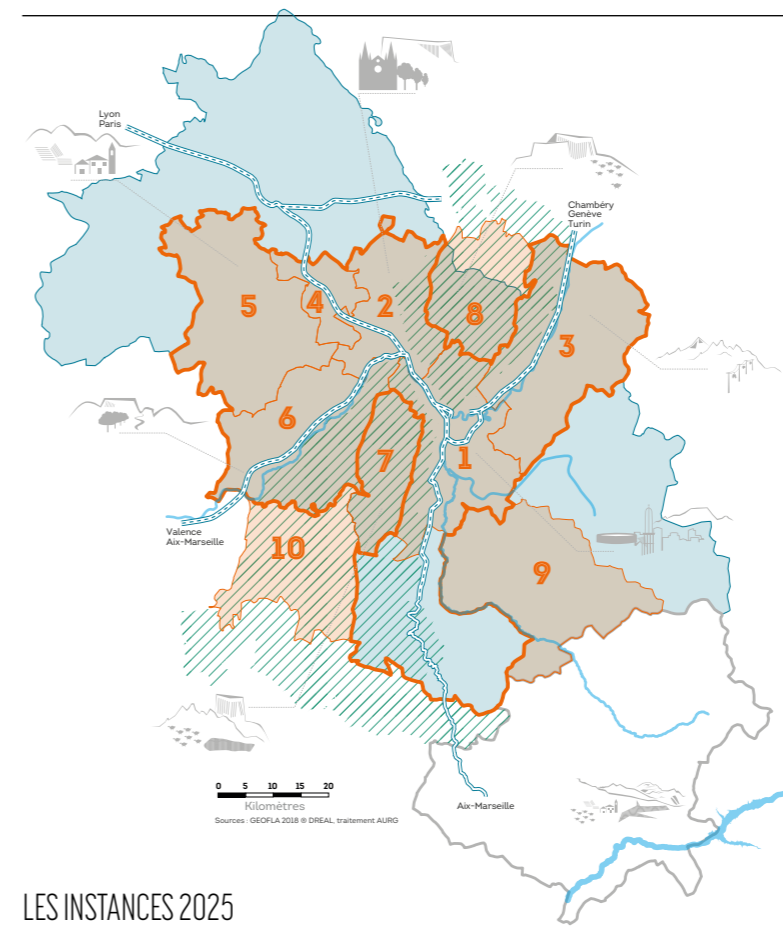 Lyon
Paris
Chambéry
Genève
Turin
5
4
2
8
3
6
7
1
Valence
Aix-Marseille
10
9
0 5 10 15 20
Kilomètres
Sources : GEOFLA 2018 ® DREAL, traitement AURG
Aix-Marseille
LES INSTANCES 2025